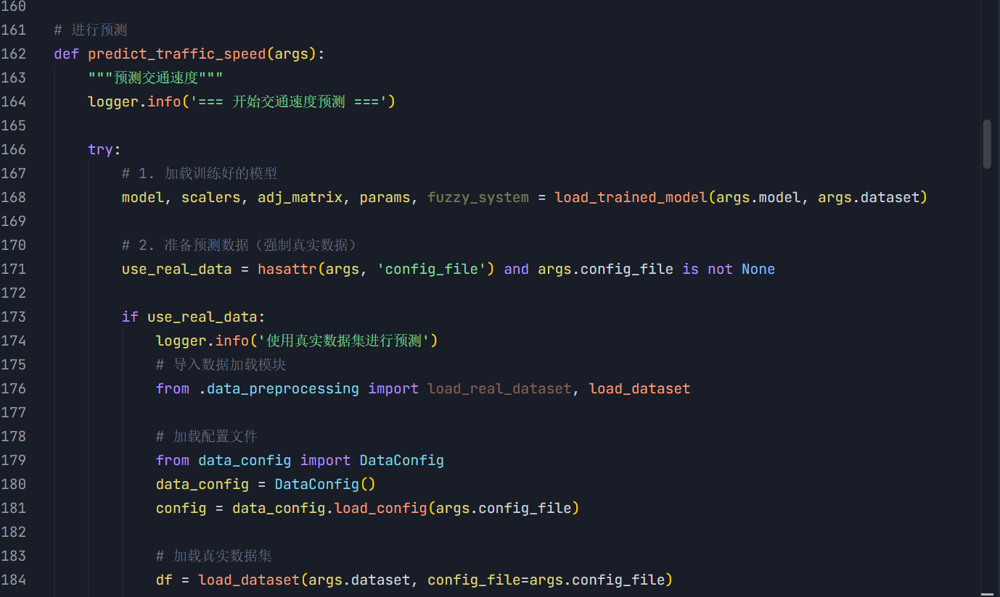 160
161 # 进行预测
162 def predict_traffic_speed(args):
163 """预测交通速度"""
164 logger.info('=== 开始交通速度预测 ===')
165
166 try:
167 # 1. 加载训练好的模型
168 model, scalers, adj_matrix, params, fuzzy_system = load_trained_model(args.model, args.dataset)
169
170 # 2. 准备预测数据（强制真实数据）
171 use_real_data = hasattr(args, 'config_file') and args.config_file is not None
172
173 if use_real_data:
174 logger.info('使用真实数据集进行预测')
175 # 导入数据加载模块
176 from .data_preprocessing import load_real_dataset, load_dataset
177
178 # 加载配置文件
179 from data_config import DataConfig
180 data_config = DataConfig()
181 config = data_config.load_config(args.config_file)
182
183 # 加载真实数据集
184 df = load_dataset(args.dataset, config_file=args.config_file)